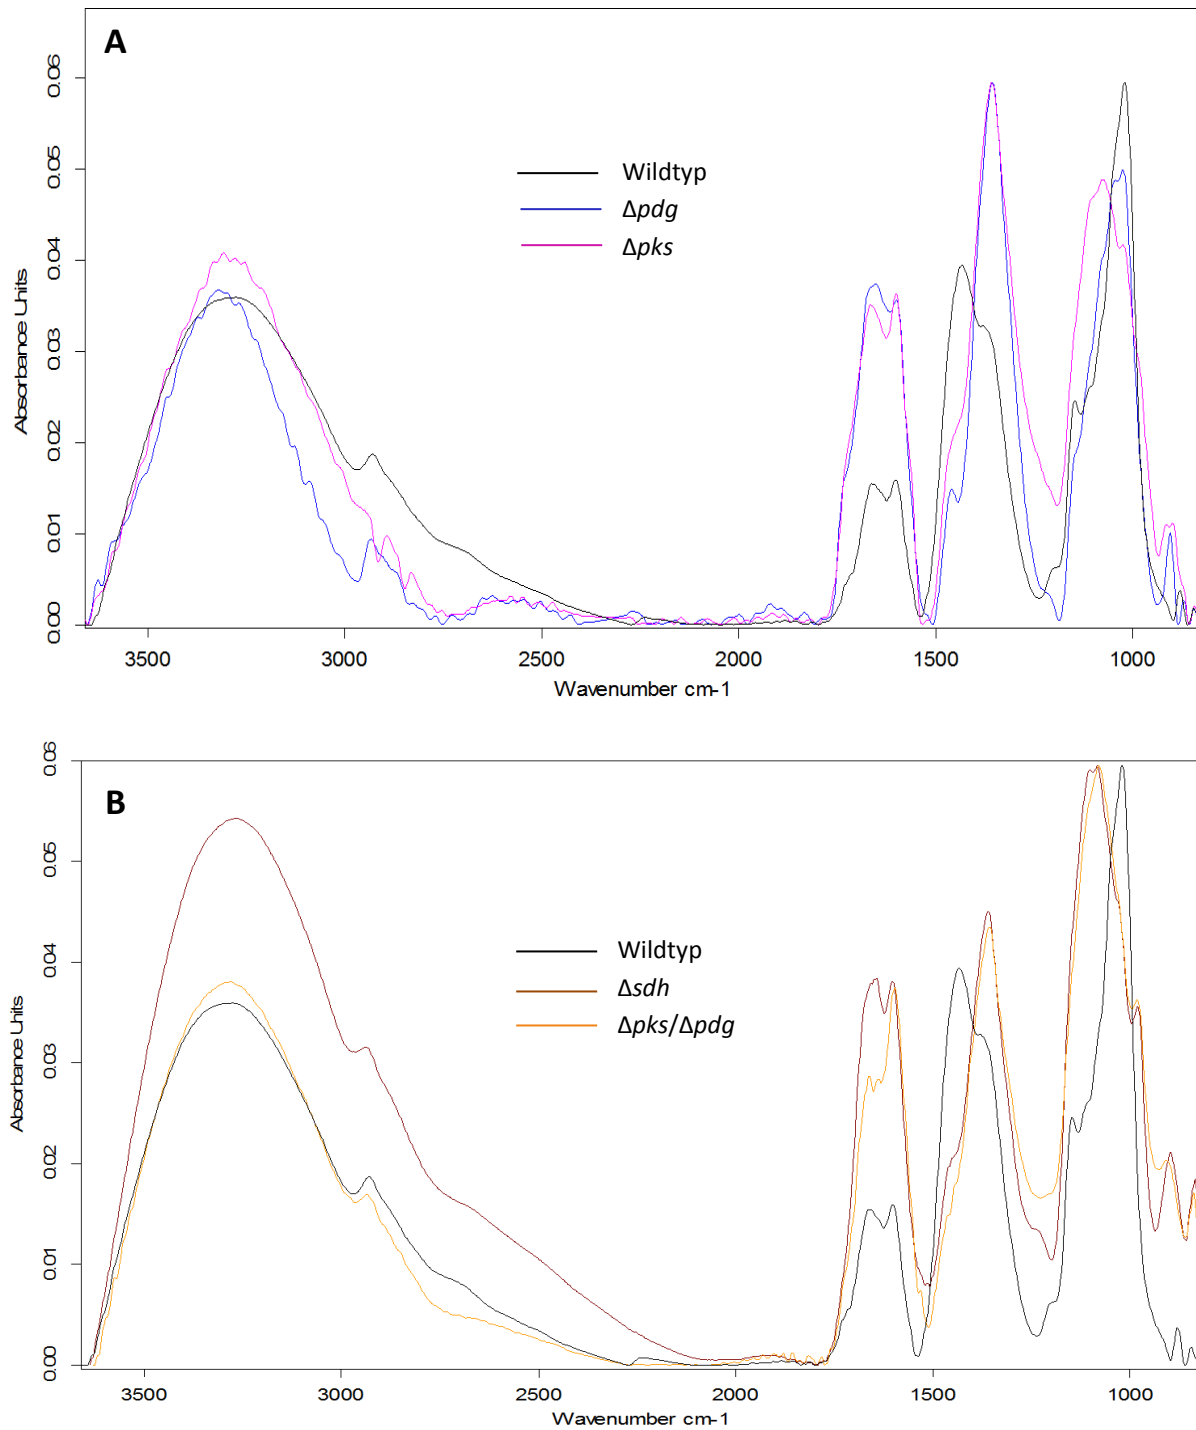 A
0.06
0.05
0.04
0.03
0.02
0.01
0.00
Absorbance Units
Wildtyp
Δpdg
Δpks
3500 3000 2500 2000 1500 1000
Wavenumber cm-1
B
0.06
0.05
0.04
0.03
0.02
0.01
0.00
Absorbance Units
Wildtyp
Δsdh
Δpks/Δpdg
3500 3000 2500 2000 1500 1000
Wavenumber cm-1